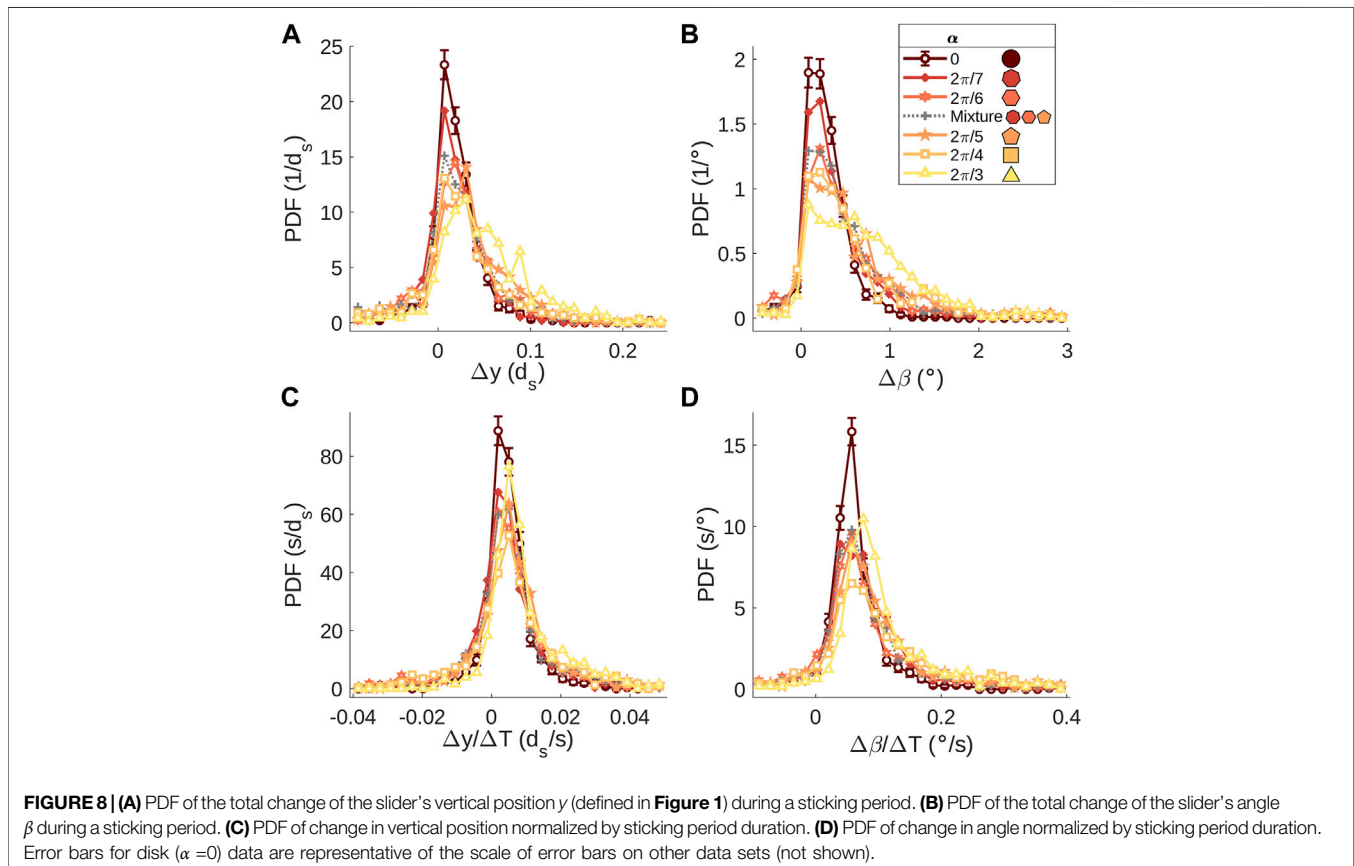 A
25
20
15
10
5
0
PDF (1/d_s)
0
0.1
0.2
Δy (d_s)
B
2
1.5
1
0.5
0
PDF (1/°)
0
1
2
3
Δβ (°)
α
0
2π/7
2π/6
Mixture
2π/5
2π/4
2π/3
C
80
60
40
20
0
PDF (s/d_s)
-0.04
-0.02
0
0.02
0.04
Δy/ΔT (d_s/s)
D
15
10
5
0
PDF (s/°)
0
0.2
0.4
Δβ/ΔT (°/s)
FIGURE 8 | (A) PDF of the total change of the slider’s vertical position y (defined in Figure 1) during a sticking period. (B) PDF of the total change of the slider’s angle
β during a sticking period. (C) PDF of change in vertical position normalized by sticking period duration. (D) PDF of change in angle normalized by sticking period duration.
Error bars for disk (α =0) data are representative of the scale of error bars on other data sets (not shown).